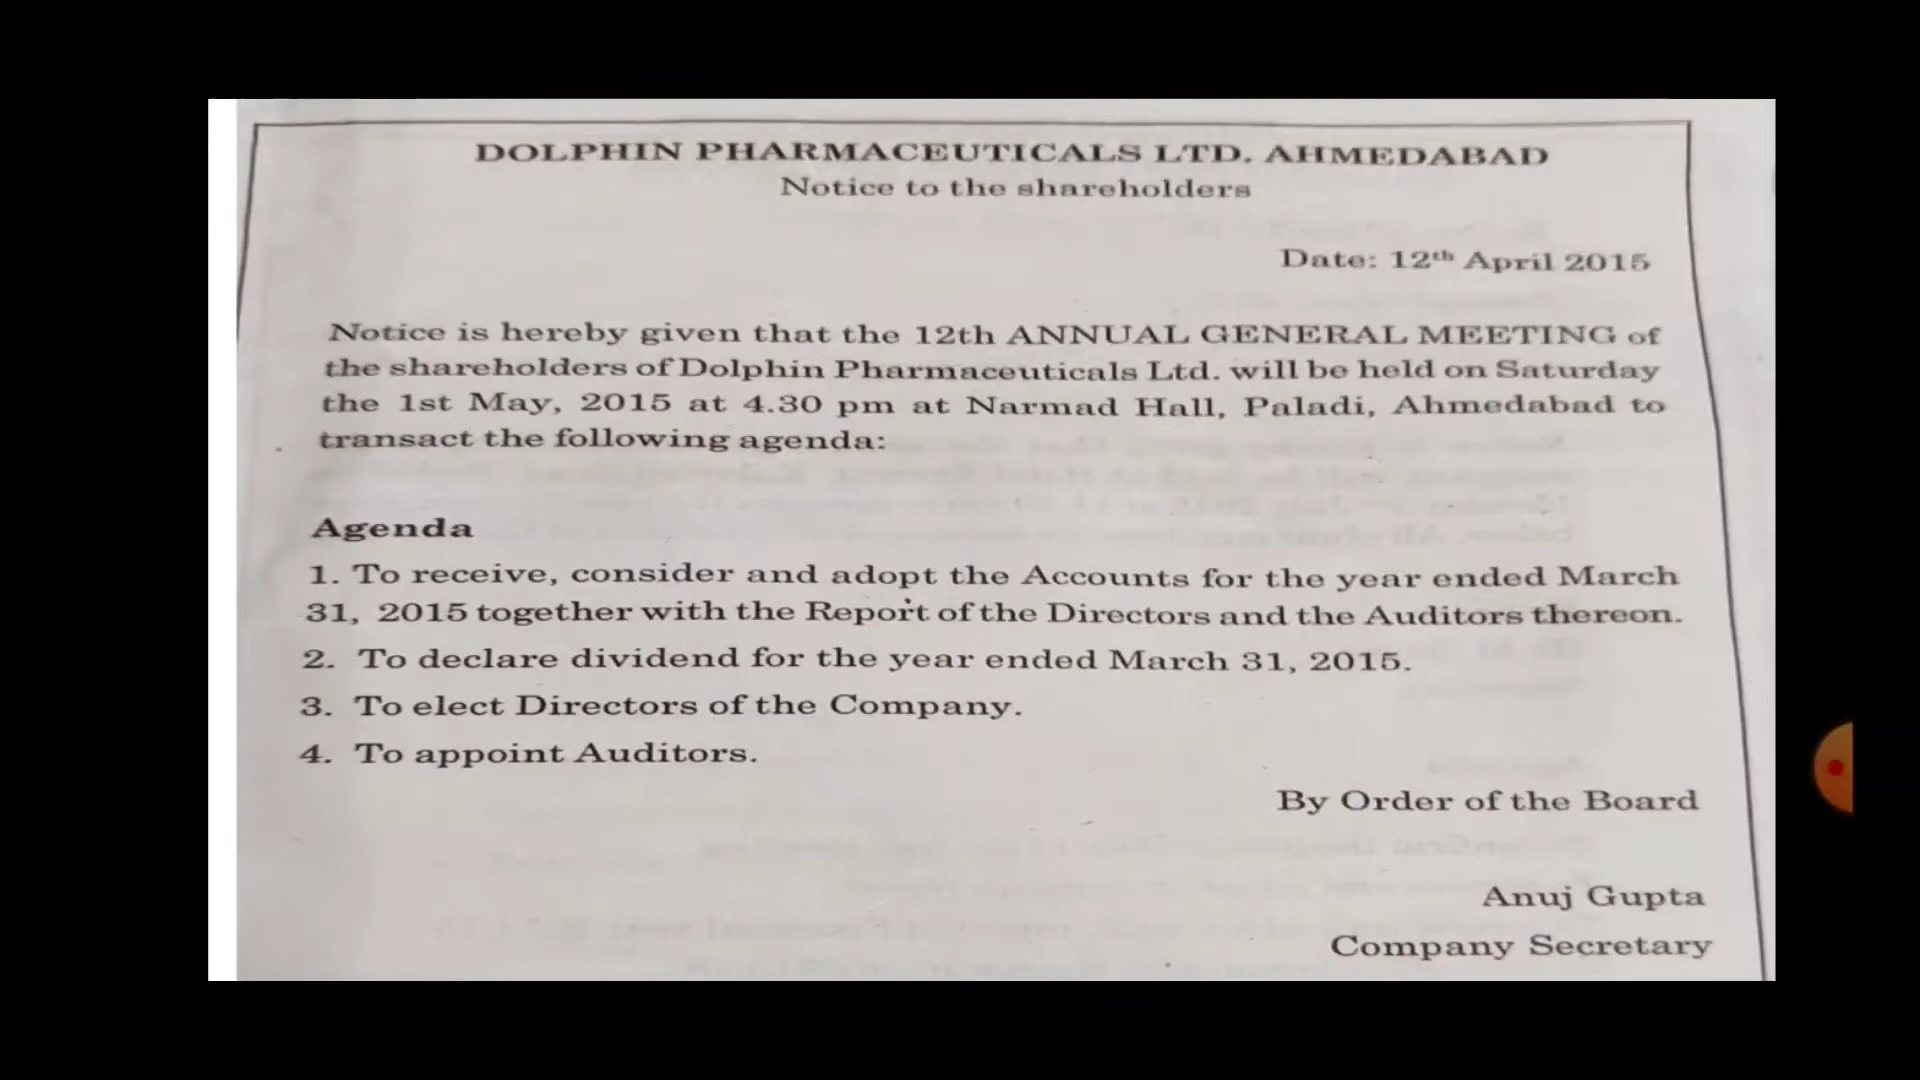 DOLPHIN PHARMACEUTICALS LTD. AHMEDABAD
Notice to the shareholders
Date: 12th April 2015
Notice is hereby given that the 12th ANNUAL GENERAL MEETING of
the shareholders of Dolphin Pharmaceuticals Ltd. will be held on Saturday
the 1st May, 2015 at 4.30 pm at Narmad Hall, Paladi, Ahmedabad to
transact the following agenda:
Agenda
1. To receive, consider and adopt the Accounts for the year ended March
31, 2015 together with the Report of the Directors and the Auditors thereon.
2. To declare dividend for the year ended March 31, 2015.
3. To elect Directors of the Company.
4. To appoint Auditors.
By Order of the Board
Anuj Gupta
Company Secretary